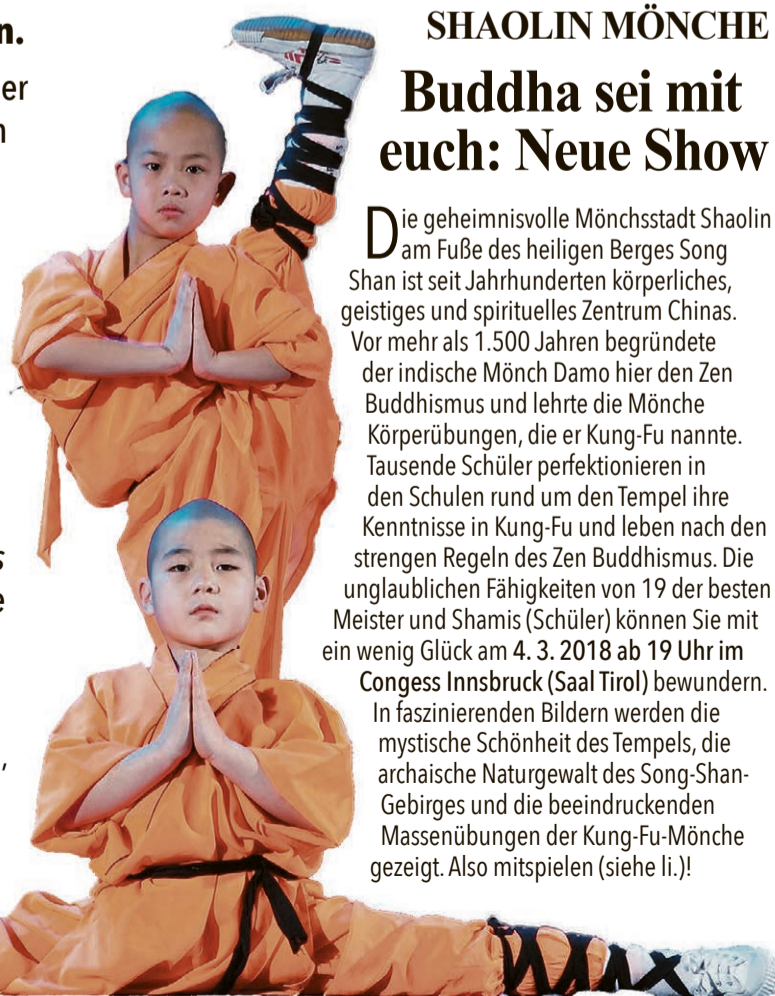 n.
er
n
s
e
,
SHAOLIN MÖNCHE
Buddha sei mit
euch: Neue Show
Die geheimnisvolle Mönchsstadt Shaolin
am Fuße des heiligen Berges Song
Shan ist seit Jahrhunderten körperliches,
geistiges und spirituelles Zentrum Chinas.
Vor mehr als 1.500 Jahren begründete
der indische Mönch Damo hier den Zen
Buddhismus und lehrte die Mönche
Körperübungen, die er Kung-Fu nannte.
Tausende Schüler perfektionieren in
den Schulen rund um den Tempel ihre
Kenntnisse in Kung-Fu und leben nach den
strengen Regeln des Zen Buddhismus. Die
unglaublichen Fähigkeiten von 19 der besten
Meister und Shamis (Schüler) können Sie mit
ein wenig Glück am 4. 3. 2018 ab 19 Uhr im
Congess Innsbruck (Saal Tirol) bewundern.
In faszinierenden Bildern werden die
mystische Schönheit des Tempels, die
archaische Naturgewalt des Song-Shan-
Gebirges und die beeindruckenden
Massenübungen der Kung-Fu-Mönche
gezeigt. Also mitspielen (siehe li.)!